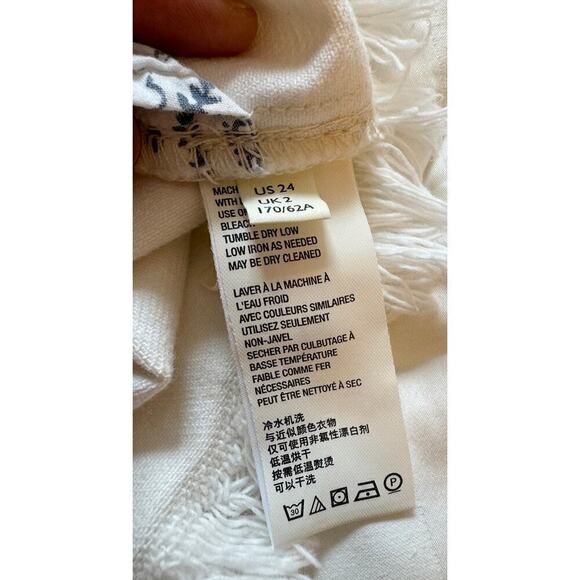 US 24
UK 2
170/62A
MACH
WITH
USE ON
BLEACH
TUMBLE DRY LOW
LOW IRON AS NEEDED
MAY BE DRY CLEANED
LAVER À LA MACHINE À
L'EAU FROID
AVEC COULEURS SIMILAIRES
UTILISEZ SEULEMENT
NON-JAVEL
SECHER PAR CULBUTAGE À
BASSE TEMPÉRATURE
FAIBLE COMME FER
NÉCESSAIRES
PEUT ÊTRE NETTOYÉ À SEC
冷水机洗
与近似颜色衣物
仅可使用非氯性漂白剂
低温烘干
按需低温熨烫
可以干洗
30
P